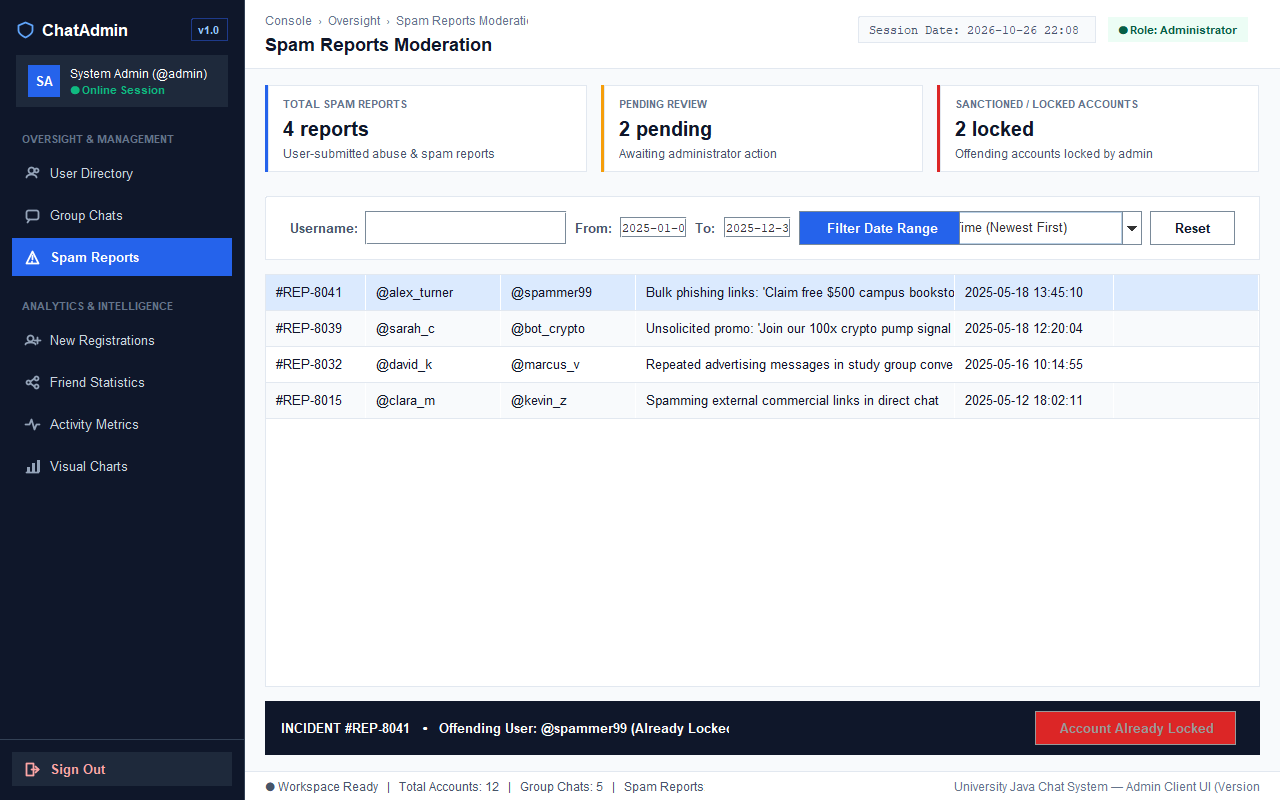 ChatAdmin
v1.0
SA
System Admin (@admin)
Online Session
OVERSIGHT & MANAGEMENT
User Directory
Group Chats
Spam Reports
ANALYTICS & INTELLIGENCE
New Registrations
Friend Statistics
Activity Metrics
Visual Charts
Sign Out
Console › Oversight › Spam Reports Moderati
Spam Reports Moderation
Session Date: 2026-10-26 22:08
Role: Administrator
TOTAL SPAM REPORTS
4 reports
User-submitted abuse & spam reports
PENDING REVIEW
2 pending
Awaiting administrator action
SANCTIONED / LOCKED ACCOUNTS
2 locked
Offending accounts locked by admin
Username: From: 2025-01-0 To: 2025-12-3 Filter Date Range ime (Newest First) Reset
#REP-8041 @alex_turner @spammer99 Bulk phishing links: 'Claim free $500 campus booksto 2025-05-18 13:45:10
#REP-8039 @sarah_c @bot_crypto Unsolicited promo: 'Join our 100x crypto pump signal 2025-05-18 12:20:04
#REP-8032 @david_k @marcus_v Repeated advertising messages in study group conve 2025-05-16 10:14:55
#REP-8015 @clara_m @kevin_z Spamming external commercial links in direct chat 2025-05-12 18:02:11
INCIDENT #REP-8041 • Offending User: @spammer99 (Already Locked
Account Already Locked
Workspace Ready | Total Accounts: 12 | Group Chats: 5 | Spam Reports
University Java Chat System — Admin Client UI (Version